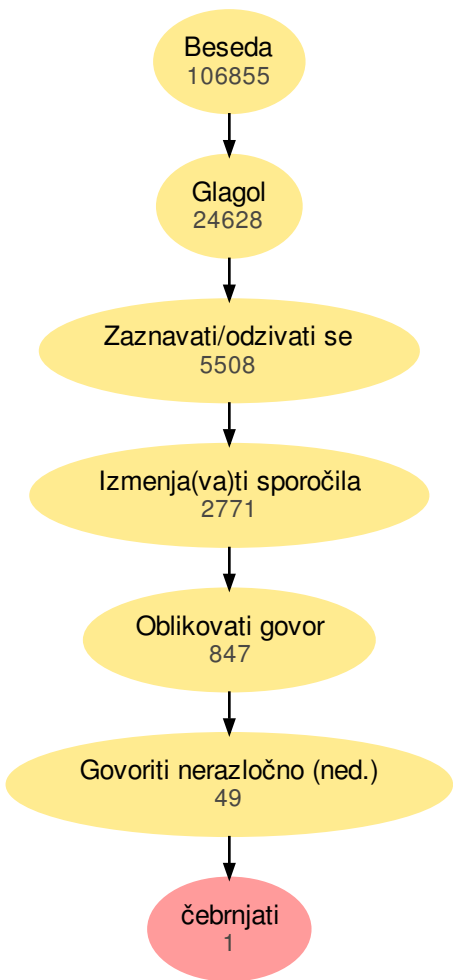 Beseda
106855
Glagol
24628
Zaznavati/odzivati se
5508
Izmenja(va)ti sporočila
2771
Oblikovati govor
847
Govoriti nerazločno (ned.)
49
čebrnjati
1